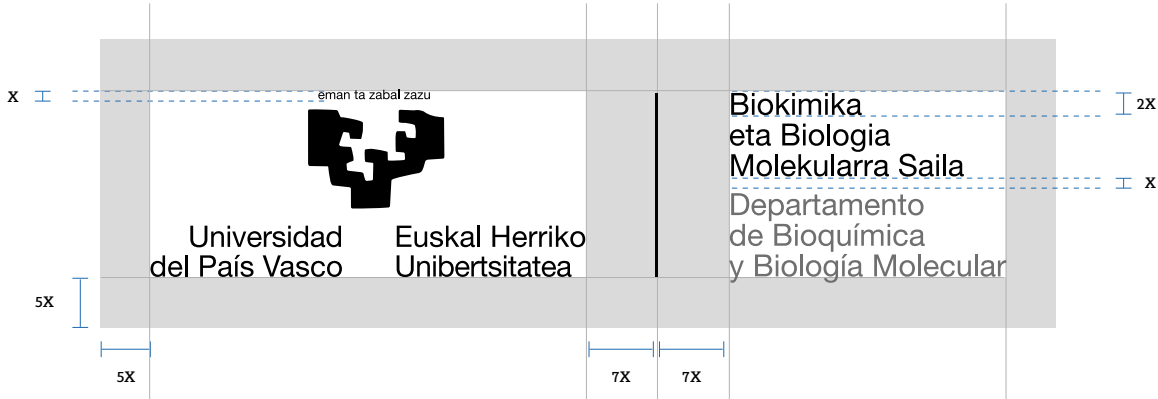 X
eman ta zabal zazu
Universidad
del País Vasco
Euskal Herriko
Unibertsitatea
Biokimika
eta Biologia
Molekularra Saila
Departamento
de Bioquímica
y Biología Molecular
2X
X
5X
5X
7X
7X